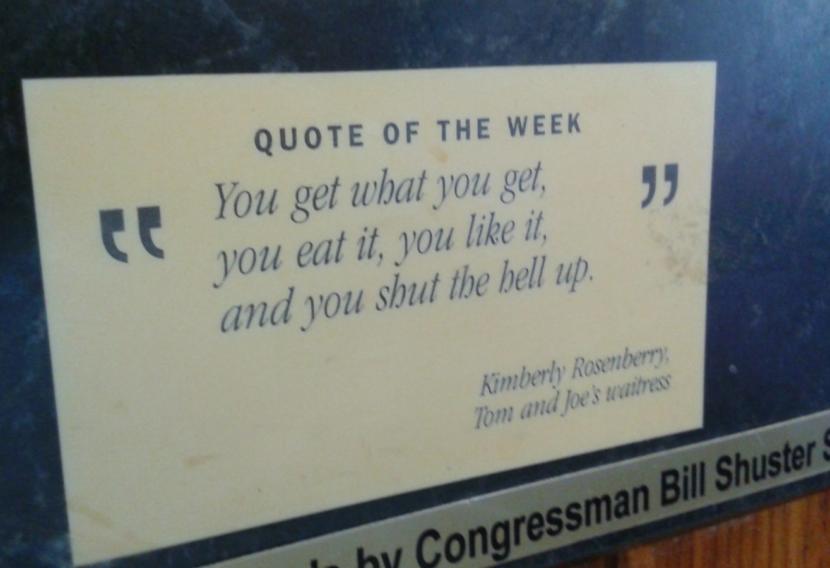 QUOTE OF THE WEEK
“ You get what you get, ”
you eat it, you like it,
and you shut the hell up.
Kimberly Rosenberry,
Tom and Joe's waitress
by Congressman Bill Shuster